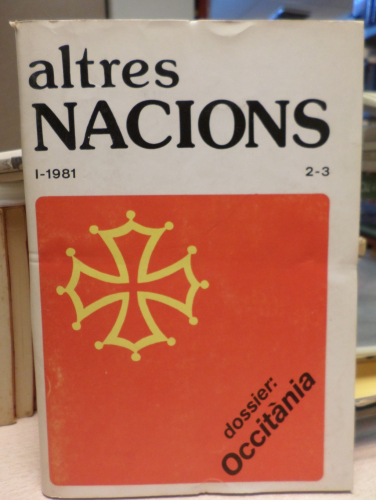 altres
NACIONS
I-1981 2-3
dossier:
Occitània